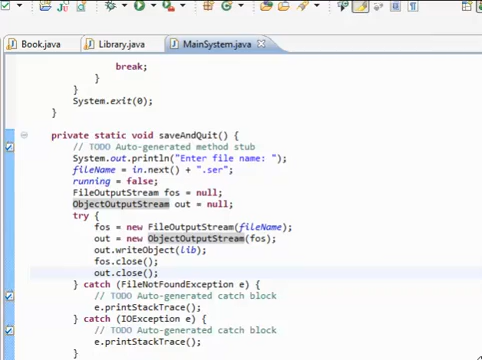 Book.java Library.java MainSystem.java
break;
}
}
System.exit(0);
}
private static void saveAndQuit() {
// TODO Auto-generated method stub
System.out.println("Enter file name: ");
fileName = in.next() + ".ser";
running = false;
FileOutputStream fos = null;
ObjectOutputStream out = null;
try {
fos = new FileOutputStream(fileName);
out = new ObjectOutputStream(fos);
out.writeObject(lib);
fos.close();
out.close();
} catch (FileNotFoundException e) {
// TODO Auto-generated catch block
e.printStackTrace();
} catch (IOException e) {
// TODO Auto-generated catch block
e.printStackTrace();
}